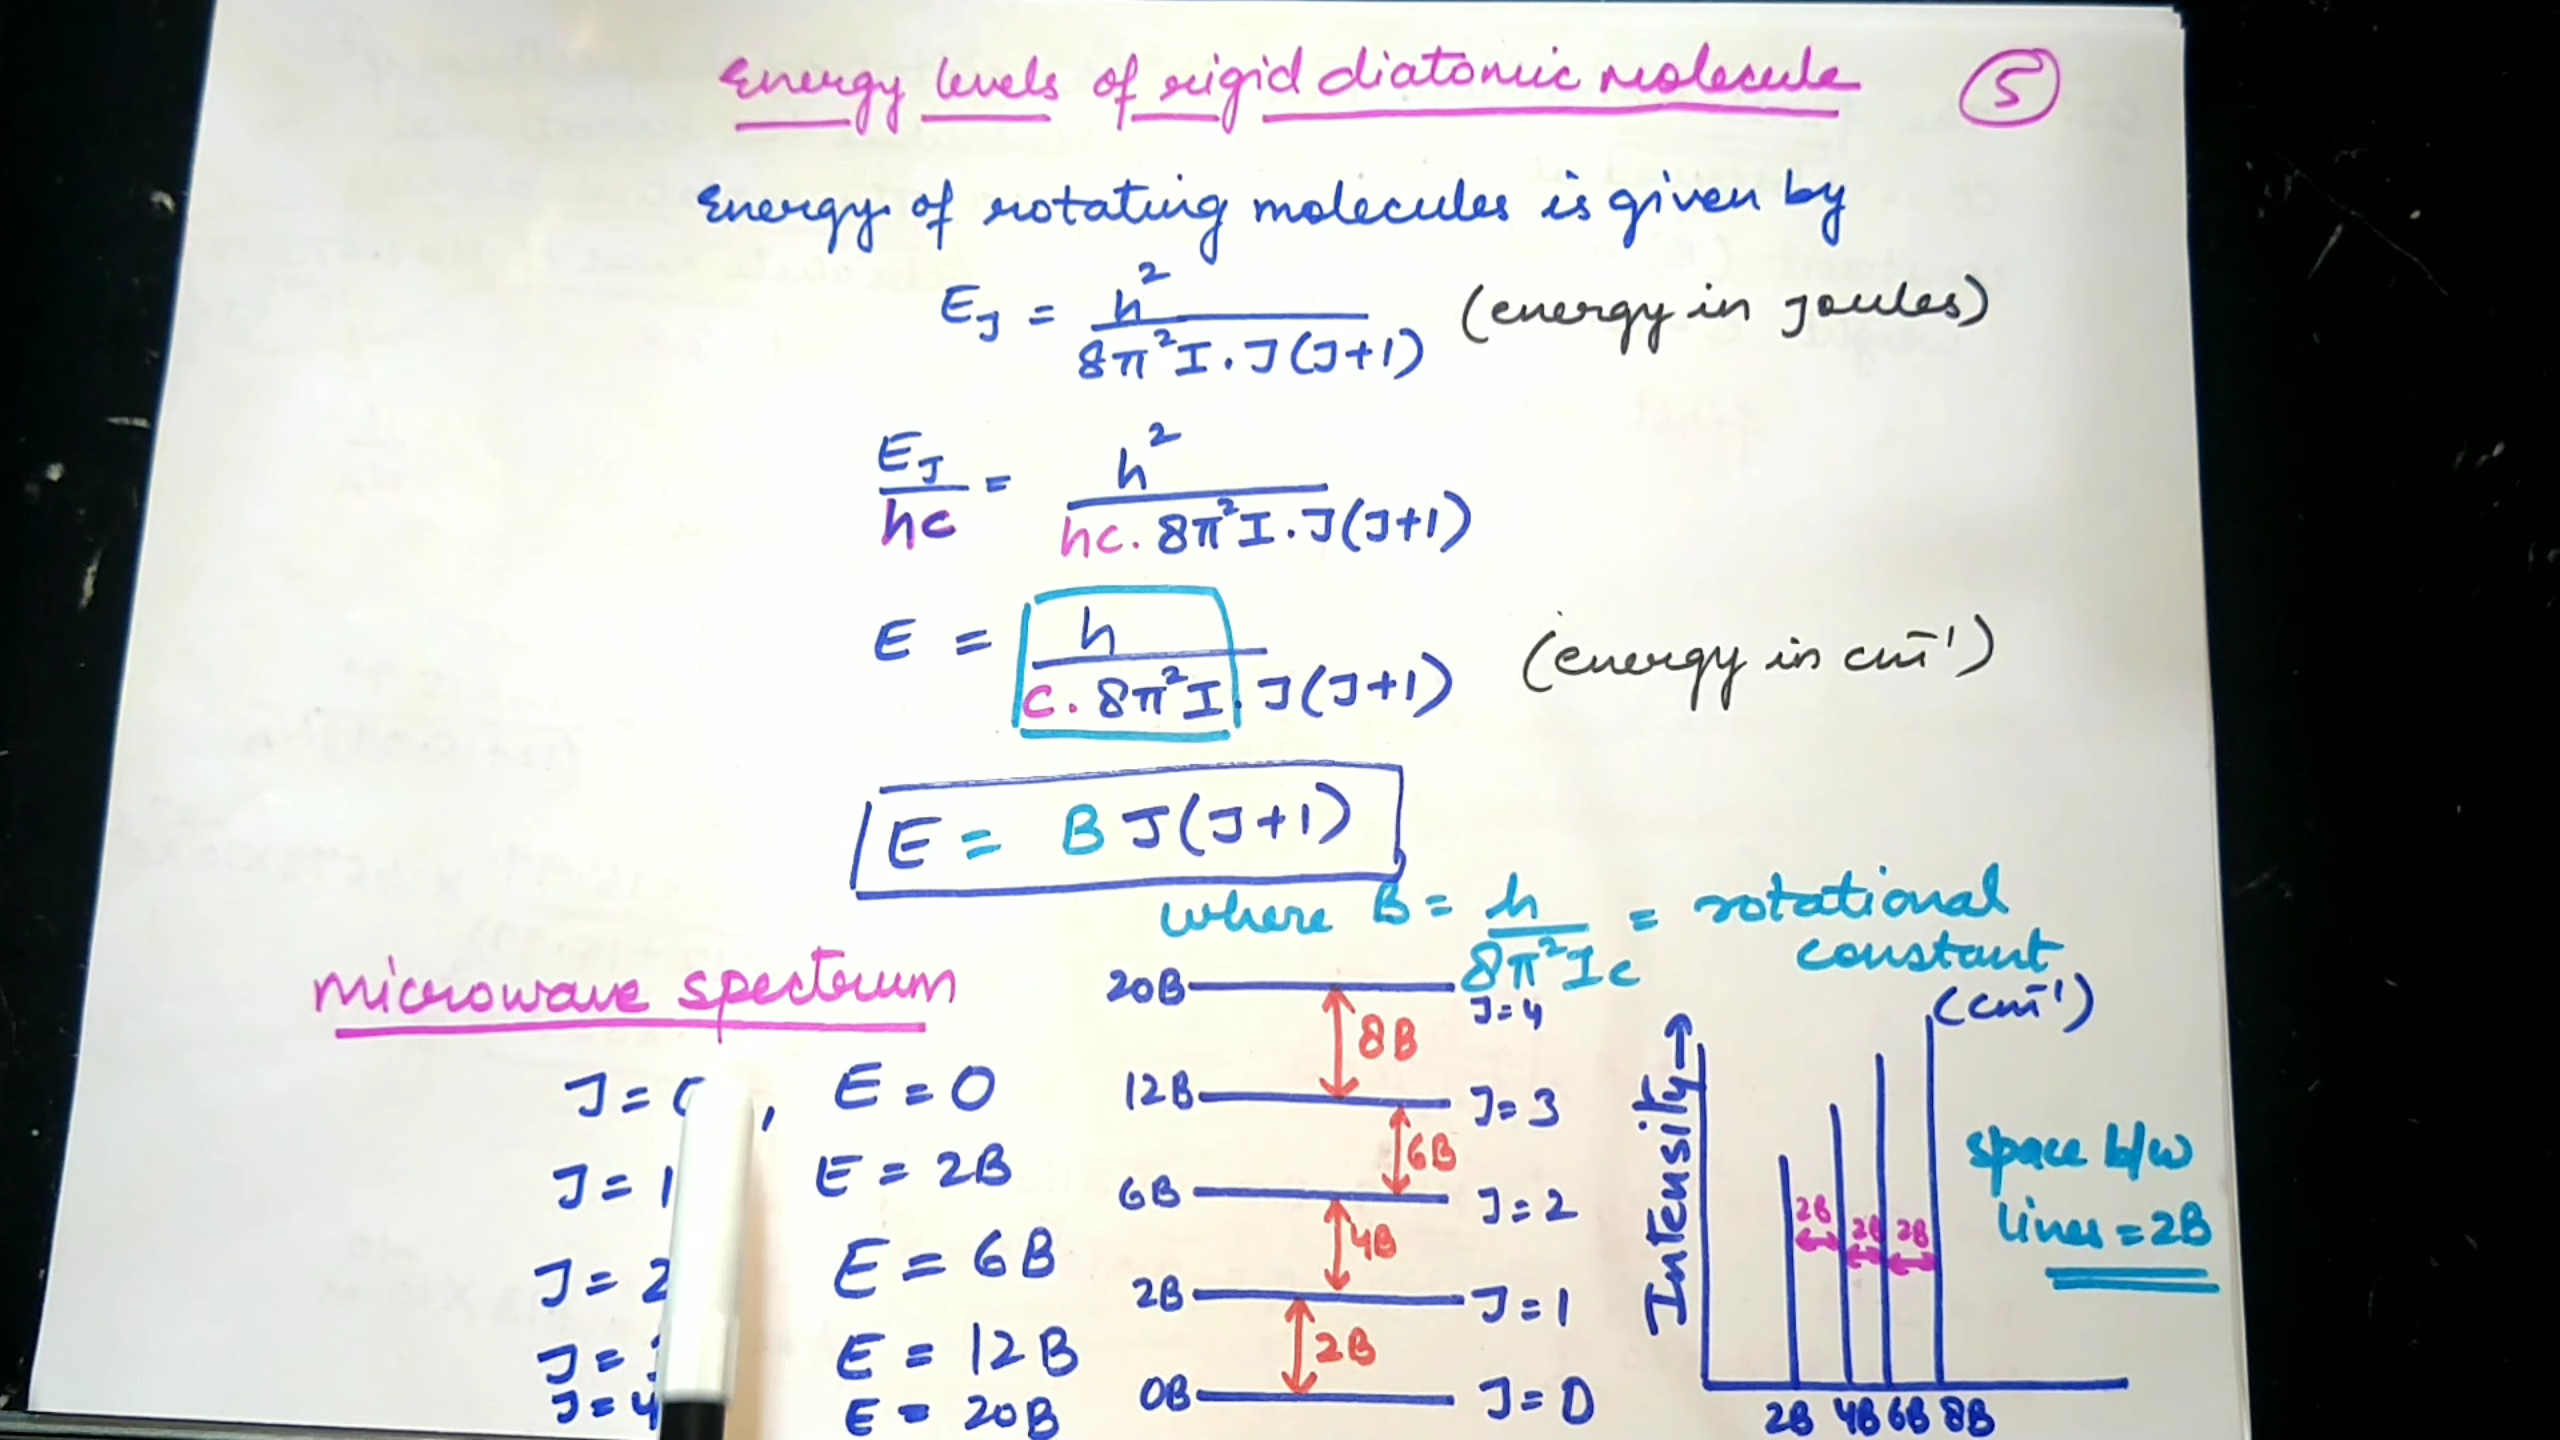 Energy levels of rigid diatomic molecule 5
Energy of rotating molecules is given by
E_J = h² / 8π²I . J(J+1) (energy in Joules)
E_J / hc = h² / hc . 8π²I . J(J+1)
E = h / c . 8π²I . J(J+1) (energy in cm⁻¹)
E = B J(J+1)
where B = h / 8π²Ic = rotational constant (cm⁻¹)
Microwave spectrum
J = 0, E = 0
J = 1 E = 2B
J = 2 E = 6B
J = E = 12B
J = 4 E = 20B
20B J=4
8B
12B J=3
6B
6B J=2
4B
2B J=1
2B
0B J=0
Intensity→
2B 2B 2B
2B 4B 6B 8B
space b/w
lines = 2B